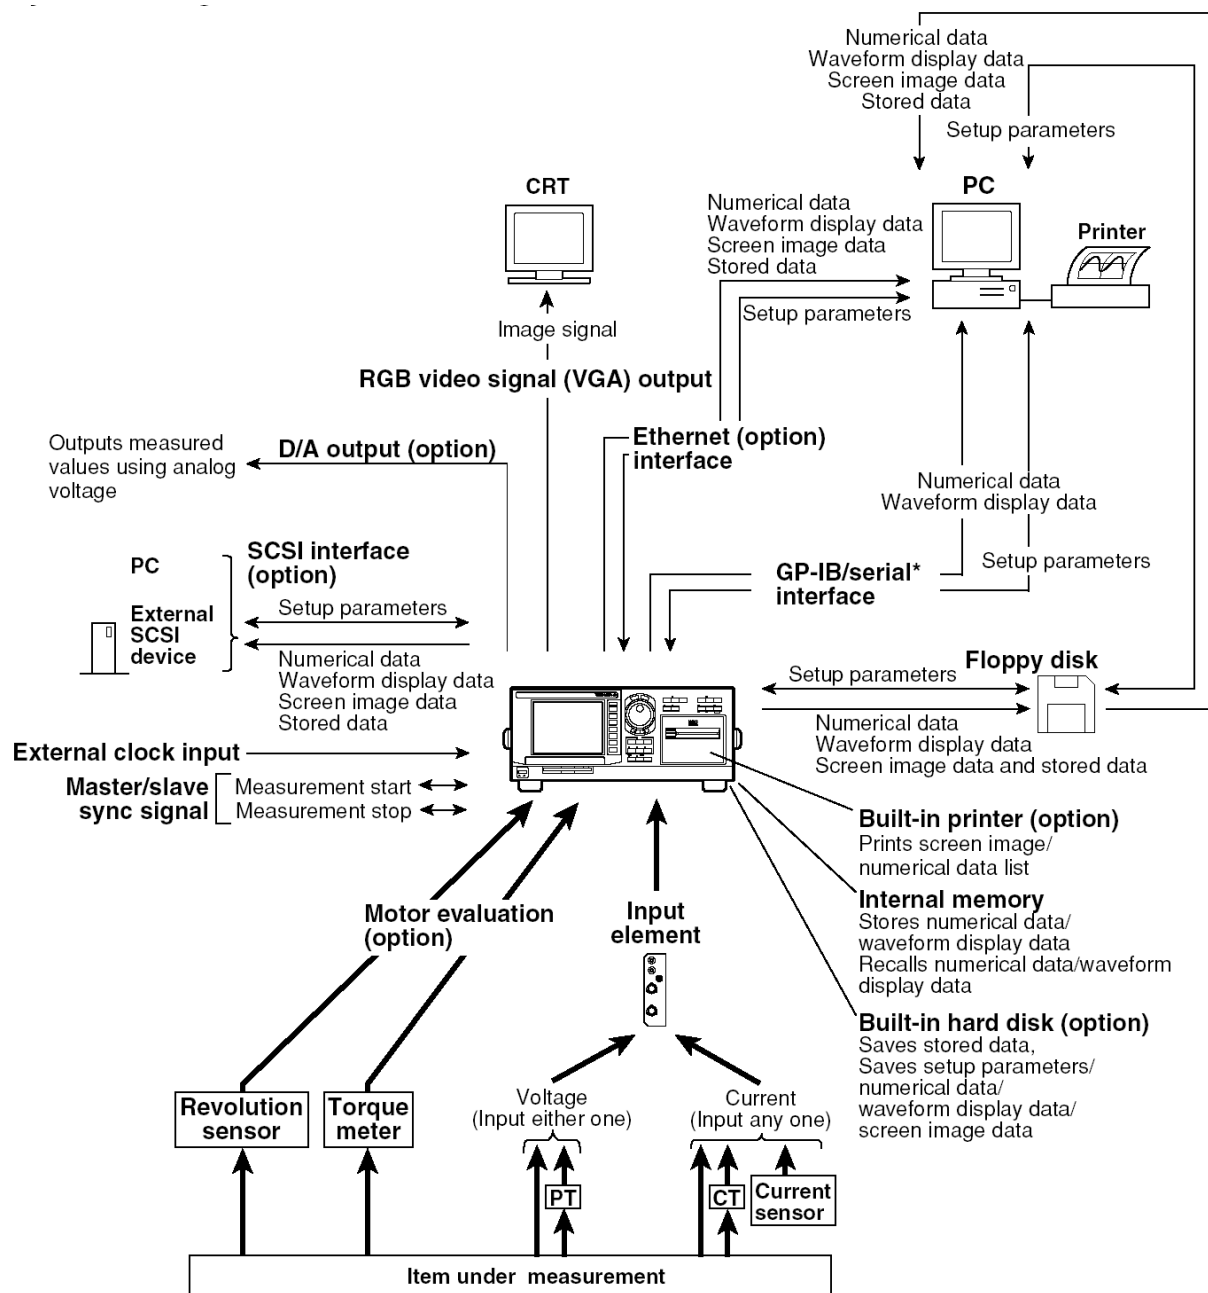 Numerical data
Waveform display data
Screen image data
Stored data
Setup parameters
CRT
PC
Numerical data
Waveform display data
Screen image data
Stored data
Printer
Setup parameters
Image signal
RGB video signal (VGA) output
Outputs measured
values using analog
voltage
D/A output (option)
Ethernet (option)
interface
Numerical data
Waveform display data
SCSI interface
(option)
PC
External
SCSI
device
Setup parameters
Numerical data
Waveform display data
Screen image data
Stored data
GP-IB/serial*
interface
Setup parameters
Floppy disk
Setup parameters
Numerical data
Waveform display data
Screen image data and stored data
External clock input
Master/slave
sync signal
Measurement start
Measurement stop
Built-in printer (option)
Prints screen image/
numerical data list
Internal memory
Stores numerical data/
waveform display data
Recalls numerical data/waveform
display data
Built-in hard disk (option)
Saves stored data,
Saves setup parameters/
numerical data/
waveform display data/
screen image data
Motor evaluation
(option)
Input
element
Revolution
sensor
Torque
meter
Voltage
(Input either one)
Current
(Input any one)
PT
CT
Current
sensor
Item under measurement